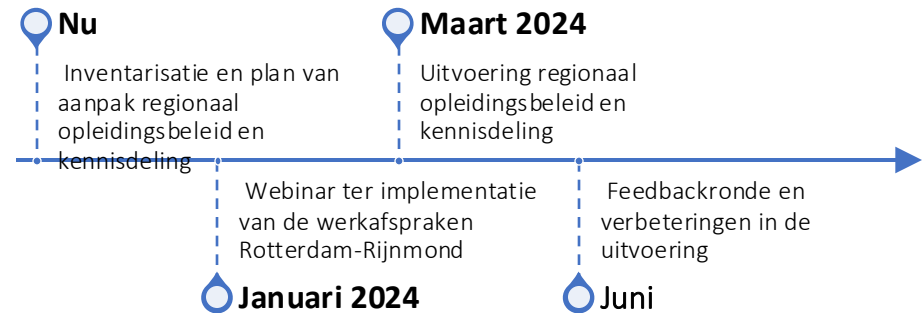 Nu
Inventarisatie en plan van
aanpak regionaal
opleidingsbeleid en
kennisdeling
Maart 2024
Uitvoering regionaal
opleidingsbeleid en
kennisdeling
Webinar ter implementatie
van de werkafspraken
Rotterdam-Rijnmond
Januari 2024
Feedbackronde en
verbeteringen in de
uitvoering
Juni